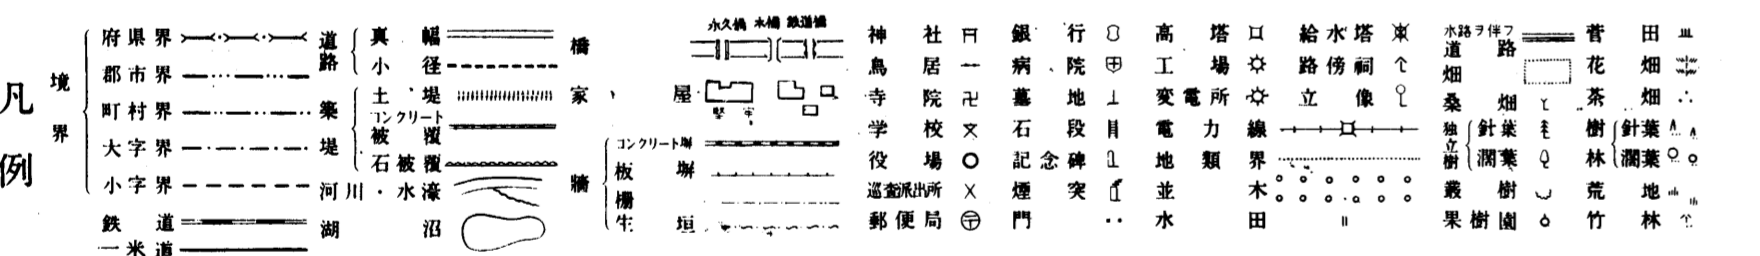 凡例
境界
府県界
郡市界
町村界
大字界
小字界
鉄道
一米道
道路
真幅
小径
築堤
土堤
コンクリート被覆
石被覆
河川・水濠
湖沼
橋
永久橋 木橋 鉄道橋
家屋
堅牢
牆
コンクリート塀
板塀
柵
生垣
神社
鳥居
寺院
学校
役場
巡査派出所
郵便局
銀行
病院
墓地
石段
記念碑
煙突
門
高塔
工場
変電所
電力線
地類界
並木
水田
給水塔
路傍祠
立像
水路ヲ伴フ道路
畑
桑畑
独立樹
針葉
濶葉
叢樹
果樹園
菅田
花畑
茶畑
樹林
針葉
濶葉
荒地
竹林